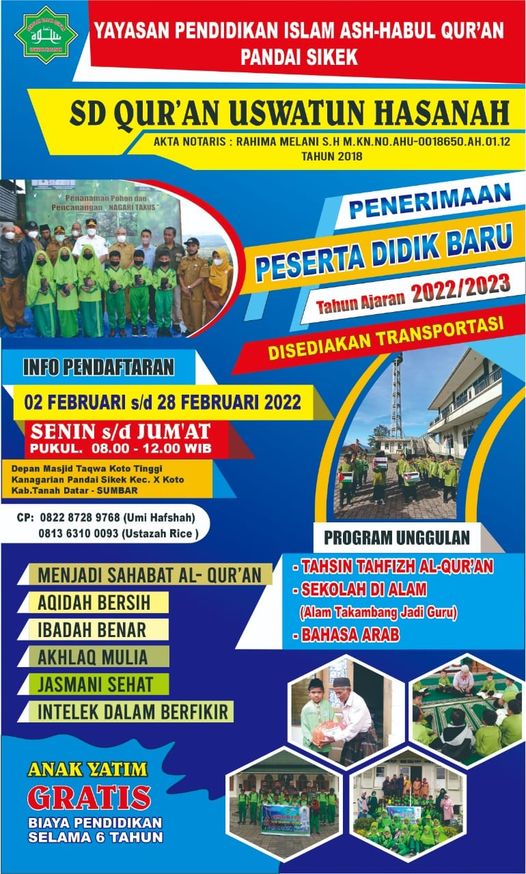 YAYASAN PENDIDIKAN ISLAM ASH-HABUL QUR'AN
PANDAI SIKEK
SD QUR'AN USWATUN HASANAH
AKTA NOTARIS : RAHIMA MELANI S.H M.KN.NO.AHU-0018650.AH.01.12
TAHUN 2018
Penanaman Pohon dan
Pencanangan "NAGARI TAXUS"
PENERIMAAN
PESERTA DIDIK BARU
Tahun Ajaran 2022/2023
DISEDIAKAN TRANSPORTASI
INFO PENDAFTARAN
02 FEBRUARI s/d 28 FEBRUARI 2022
SENIN s/d JUM'AT
PUKUL. 08.00 - 12.00 WIB
Depan Masjid Taqwa Koto Tinggi
Kanagarian Pandai Sikek Kec. X Koto
Kab.Tanah Datar - SUMBAR
CP: 0822 8728 9768 (Umi Hafshah)
0813 6310 0093 (Ustazah Rice )
PROGRAM UNGGULAN
- TAHSIN TAHFIZH AL-QUR'AN
- SEKOLAH DI ALAM
(Alam Takambang Jadi Guru)
- BAHASA ARAB
MENJADI SAHABAT AL- QUR'AN
AQIDAH BERSIH
IBADAH BENAR
AKHLAQ MULIA
JASMANI SEHAT
INTELEK DALAM BERFIKIR
ANAK YATIM
GRATIS
BIAYA PENDIDIKAN
SELAMA 6 TAHUN